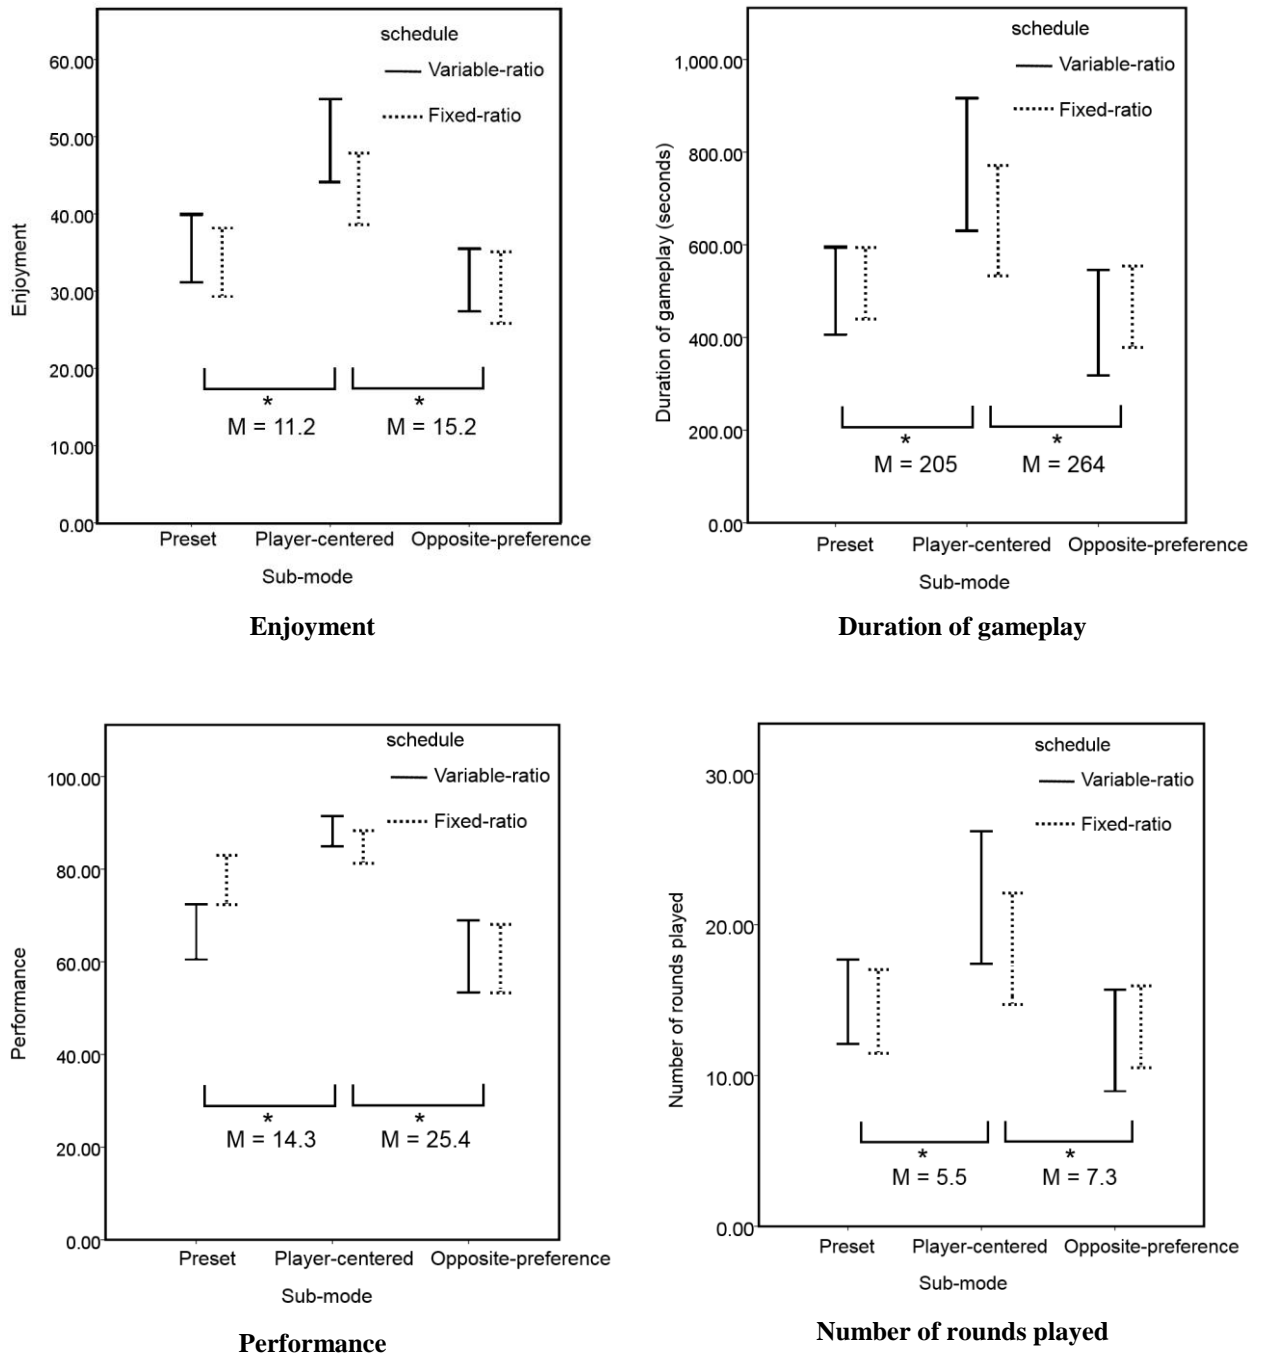 schedule
Variable-ratio
Fixed-ratio
60.00
50.00
40.00
30.00
20.00
10.00
0.00
Enjoyment
*
M = 11.2
*
M = 15.2
Preset Player-centered Opposite-preference
Sub-mode
Enjoyment
schedule
Variable-ratio
Fixed-ratio
1,000.00
800.00
600.00
400.00
200.00
0.00
Duration of gameplay (seconds)
*
M = 205
*
M = 264
Preset Player-centered Opposite-preference
Sub-mode
Duration of gameplay
schedule
Variable-ratio
Fixed-ratio
100.00
80.00
60.00
40.00
20.00
0.00
Performance
*
M = 14.3
*
M = 25.4
Preset Player-centered Opposite-preference
Sub-mode
Performance
schedule
Variable-ratio
Fixed-ratio
30.00
20.00
10.00
0.00
Number of rounds played
*
M = 5.5
*
M = 7.3
Preset Player-centered Opposite-preference
Sub-mode
Number of rounds played